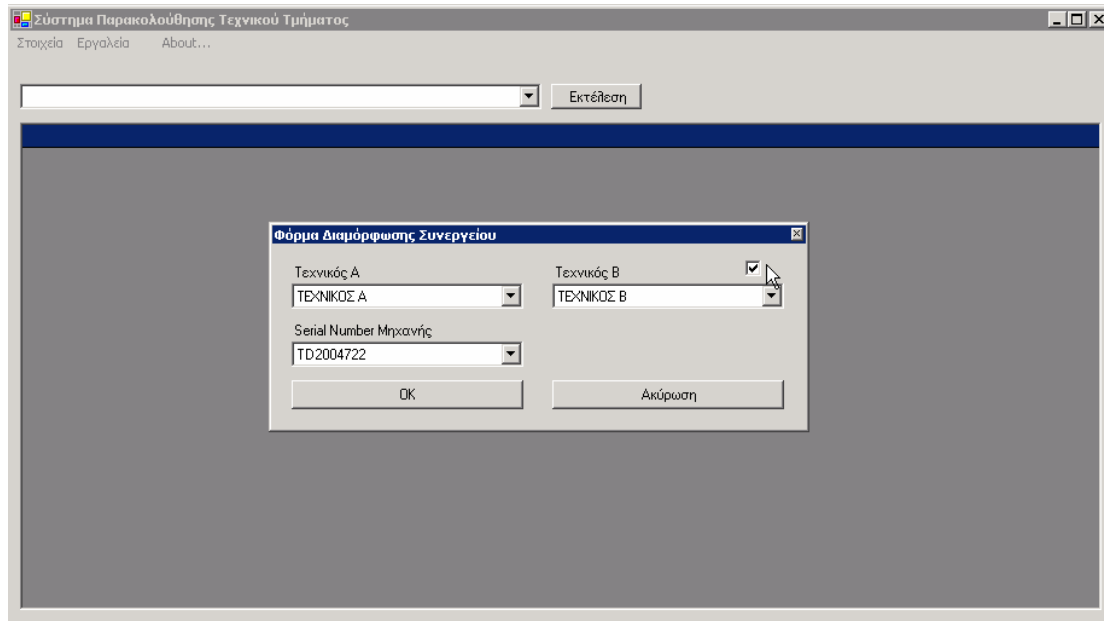 Σύστημα Παρακολούθησης Τεχνικού Τμήματος
Στοιχεία Εργαλεία About...
Εκτέλεση
Φόρμα Διαμόρφωσης Συνεργείου
Τεχνικός Α Τεχνικός Β
ΤΕΧΝΙΚΟΣ Α ΤΕΧΝΙΚΟΣ Β
Serial Number Μηχανής
TD2004722
OK Ακύρωση